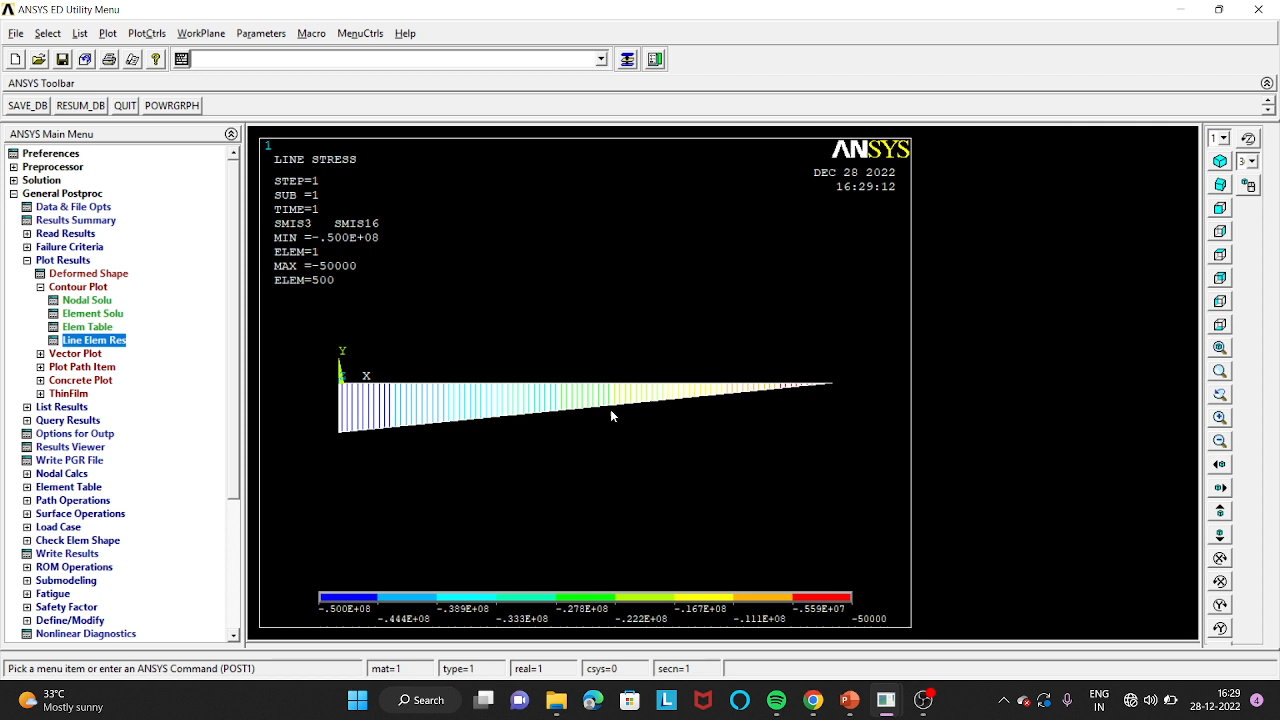 ANSYS ED Utility Menu
File Select List Plot PlotCtrls WorkPlane Parameters Macro MenuCtrls Help
ANSYS Toolbar
SAVE_DB RESUM_DB QUIT POWRGRPH
ANSYS Main Menu
Preferences
Preprocessor
Solution
General Postproc
Data & File Opts
Results Summary
Read Results
Failure Criteria
Plot Results
Deformed Shape
Contour Plot
Nodal Solu
Element Solu
Elem Table
Line Elem Res
Vector Plot
Plot Path Item
Concrete Plot
ThinFilm
List Results
Query Results
Options for Outp
Results Viewer
Write PGR File
Nodal Calcs
Element Table
Path Operations
Surface Operations
Load Case
Check Elem Shape
Write Results
ROM Operations
Submodeling
Fatigue
Safety Factor
Define/Modify
Nonlinear Diagnostics
1
LINE STRESS
STEP=1
SUB =1
TIME=1
SMIS3 SMIS16
MIN =-.500E+08
ELEM=1
MAX =-50000
ELEM=500
ANSYS
DEC 28 2022
16:29:12
Y
X
-.500E+08 -.389E+08 -.278E+08 -.167E+08 -.559E+07
-.444E+08 -.333E+08 -.222E+08 -.111E+08 -50000
1
3
Pick a menu item or enter an ANSYS Command (POST1) mat=1 type=1 real=1 csys=0 secn=1
33°C
Mostly sunny
Search
ENG
IN
16:29
28-12-2022
4